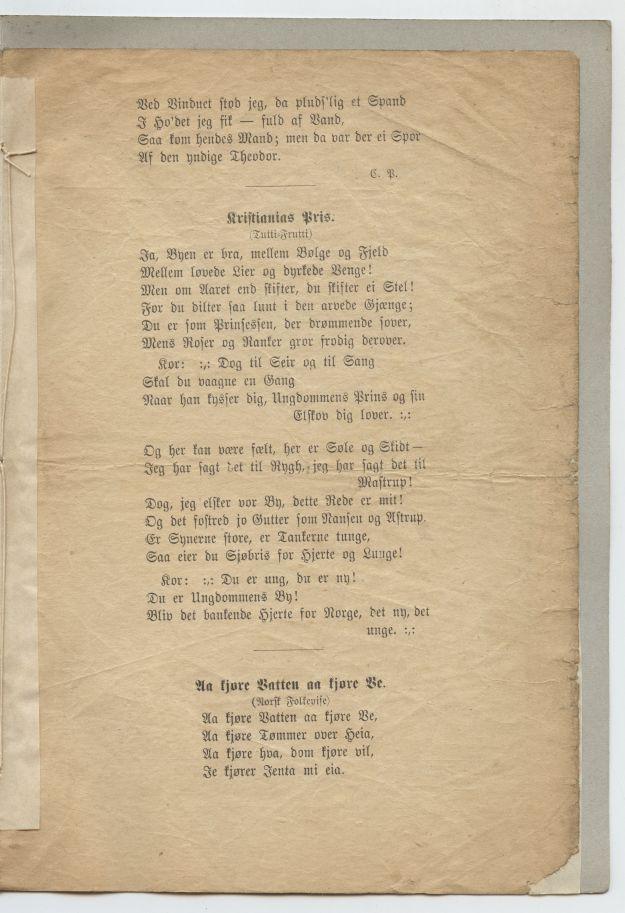 Ved Vinduet stod jeg, da pluds'lig et Spand
I Ho'det jeg fik — fuld af Vand,
Saa kom hendes Mand; men da var der ei Spor
Af den yndige Theodor.
C. P.
Kristianias Pris.
(Tutti-Frutti)
Ja, Byen er bra, mellem Bølge og Fjeld
Mellem løvede Lier og dyrkede Venge!
Men om Aaret end skifter, du skifter ei Stel!
For du dilter saa lunt i den arvede Gjænge;
Du er som Prinsessen, der drømmende sover,
Mens Roser og Ranker gror frodig derover.
Kor: :,: Dog til Seir og til Sang
Skal du vaagne en Gang
Naar han kysser dig, Ungdommens Prins og sin
Elskov dig lover. :,:
Og her kan være fælt, her er Søle og Skidt —
Jeg har sagt det til Rygh, jeg har sagt det til
Mastrup!
Dog, jeg elsker vor By, dette Rede er mit!
Og det fostred jo Gutter som Nansen og Astrup.
Er Synerne store, er Tankerne tunge,
Saa eier du Sjøbris for Hjerte og Lunge!
Kor: :,: Du er ung, du er ny!
Du er Ungdommens By!
Bliv det bankende Hjerte for Norge, det ny, det
unge. :,:
Aa kjøre Vatten aa kjøre Ve.
(Norsk Folkevise)
Aa kjøre Vatten aa kjøre Ve,
Aa kjøre Tømmer over Heia,
Aa kjøre hva, dom kjøre vil,
Je kjører Jenta mi eia.